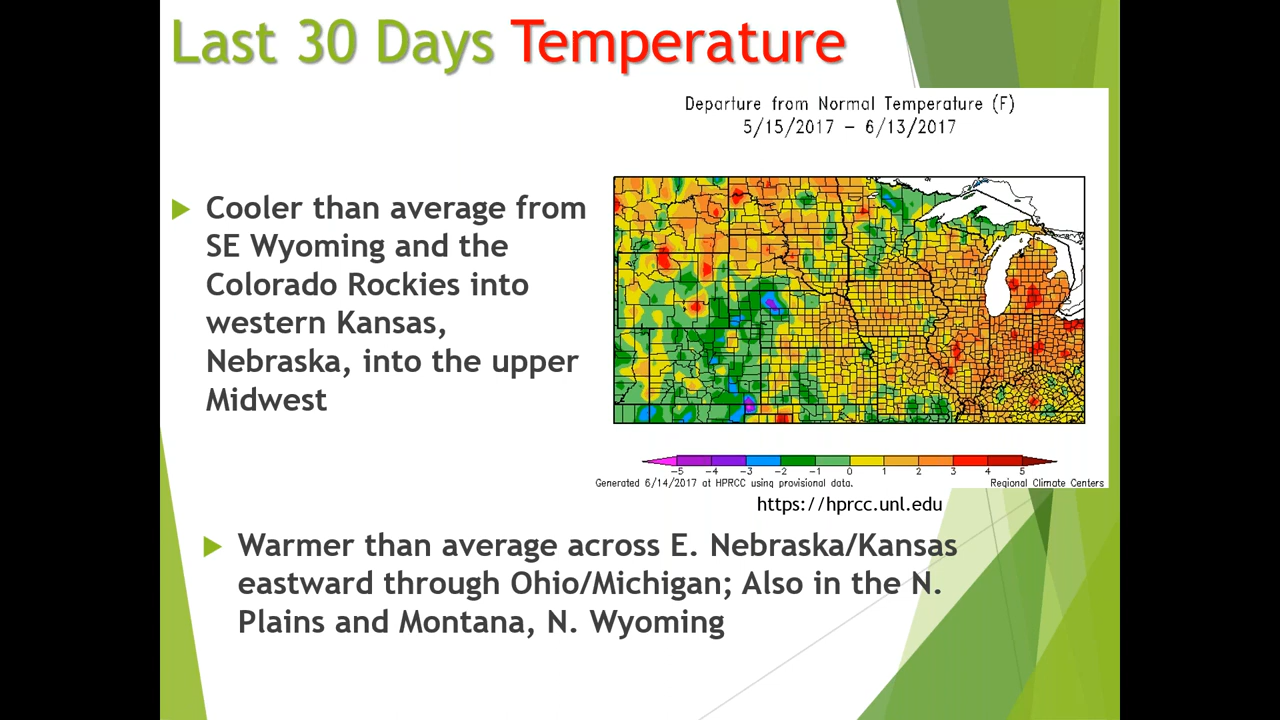 Last 30 Days Temperature
Departure from Normal Temperature (F)
5/15/2017 – 6/13/2017
Cooler than average from
SE Wyoming and the
Colorado Rockies into
western Kansas,
Nebraska, into the upper
Midwest
-5 -4 -3 -2 -1 0 1 2 3 4 5
Generated 6/14/2017 at HPRCC using provisional data.
Regional Climate Centers
https://hprcc.unl.edu
Warmer than average across E. Nebraska/Kansas
eastward through Ohio/Michigan; Also in the N.
Plains and Montana, N. Wyoming